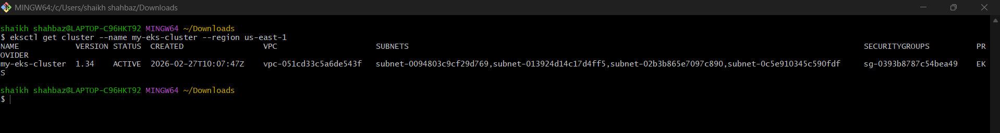 MINGW64:/c/Users/shaikh shahbaz/Downloads
shaikh shahbaz@LAPTOP-C96HKT92 MINGW64 ~/Downloads
$ eksctl get cluster --name my-eks-cluster --region us-east-1
NAME VERSION STATUS CREATED VPC SUBNETS SECURITYGROUPS PR
OVIDER
my-eks-cluster 1.34 ACTIVE 2026-02-27T10:07:47Z vpc-051cd33c5a6de543f subnet-0094803c9cf29d769,subnet-013924d14c17d4ff5,subnet-02b3b865e7097c890,subnet-0c5e910345c590fdf sg-0393b8787c54bea49 EK
S
shaikh shahbaz@LAPTOP-C96HKT92 MINGW64 ~/Downloads
$